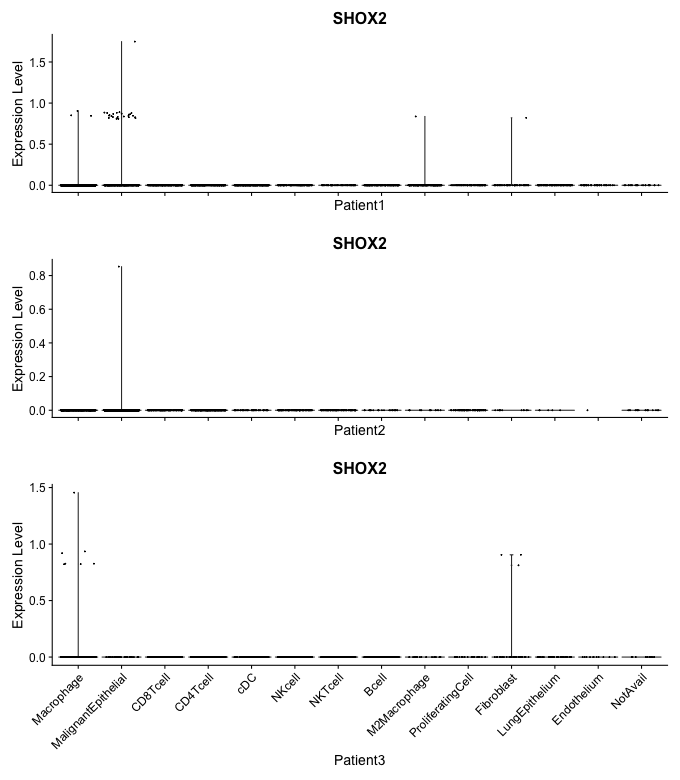 SHOX2
Expression Level
1.5
1.0
0.5
0.0
Patient1
SHOX2
Expression Level
0.8
0.6
0.4
0.2
0.0
Patient2
SHOX2
Expression Level
1.5
1.0
0.5
0.0
Macrophage
MalignantEpithelial
CD8Tcell
CD4Tcell
cDC
NKcell
NKTcell
Bcell
M2Macrophage
ProliferatingCell
Fibroblast
LungEpithelium
Endothelium
NotAvail
Patient3